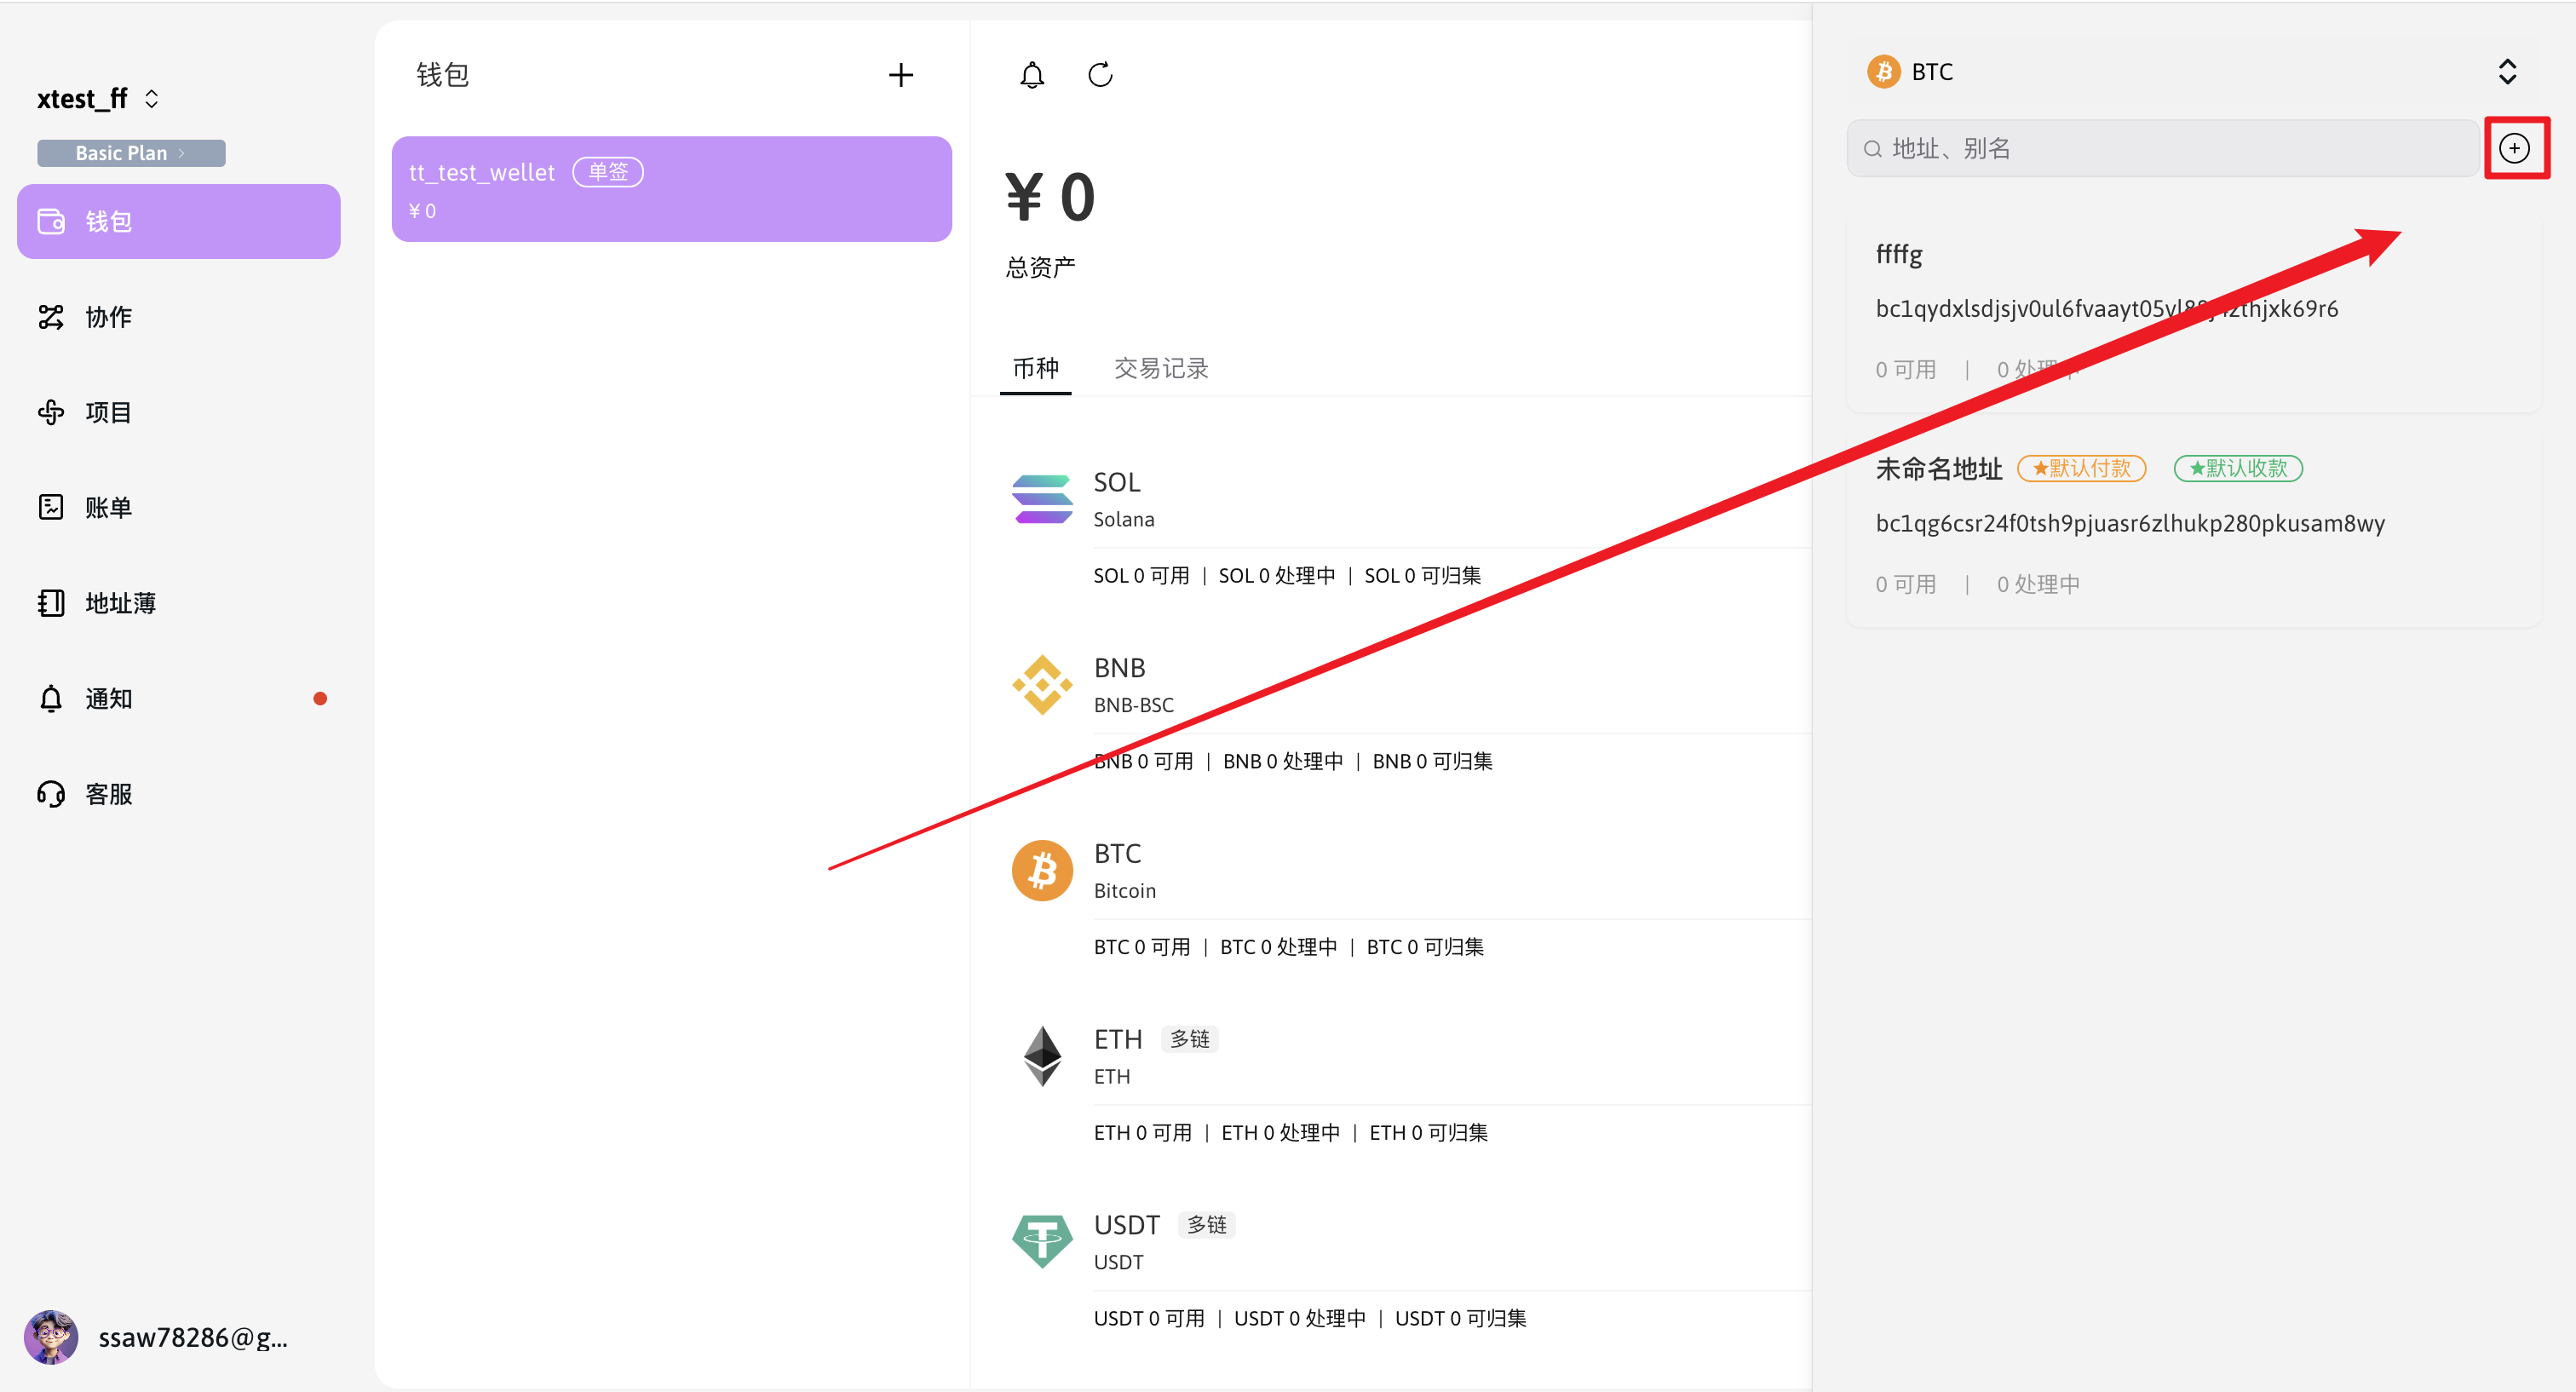 xtest_ff
Basic Plan >
钱包
协作
项目
账单
地址薄
通知
客服
ssaw78286@g...
钱包
tt_test_wellet 单签
¥ 0
¥ 0
总资产
币种 交易记录
SOL
Solana
SOL 0 可用 | SOL 0 处理中 | SOL 0 可归集
BNB
BNB-BSC
BNB 0 可用 | BNB 0 处理中 | BNB 0 可归集
BTC
Bitcoin
BTC 0 可用 | BTC 0 处理中 | BTC 0 可归集
ETH 多链
ETH
ETH 0 可用 | ETH 0 处理中 | ETH 0 可归集
USDT 多链
USDT
USDT 0 可用 | USDT 0 处理中 | USDT 0 可归集
BTC
地址、别名
ffffg
0 可用 | 0 处理中
未命名地址 ★默认付款 ★默认收款
bc1qg6csr24f0tsh9pjuasr6zlhukp280pkusam8wy
0 可用 | 0 处理中